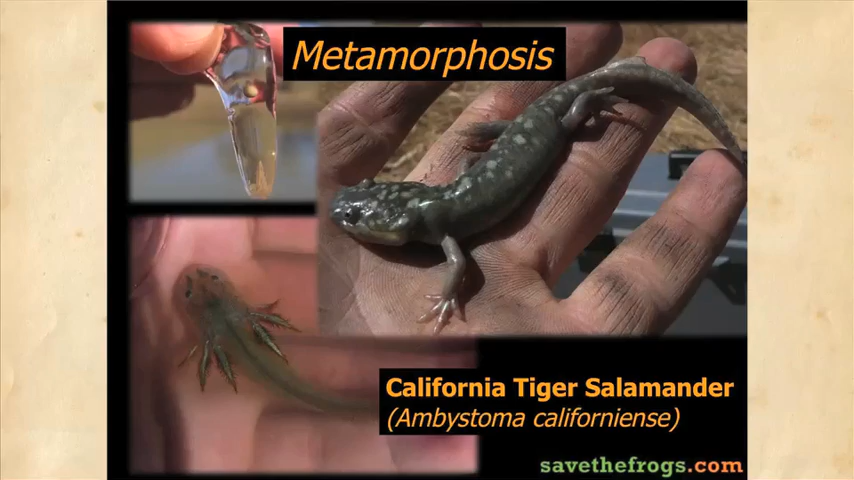 Metamorphosis
California Tiger Salamander
(Ambystoma californiense)
savethefrogs.com